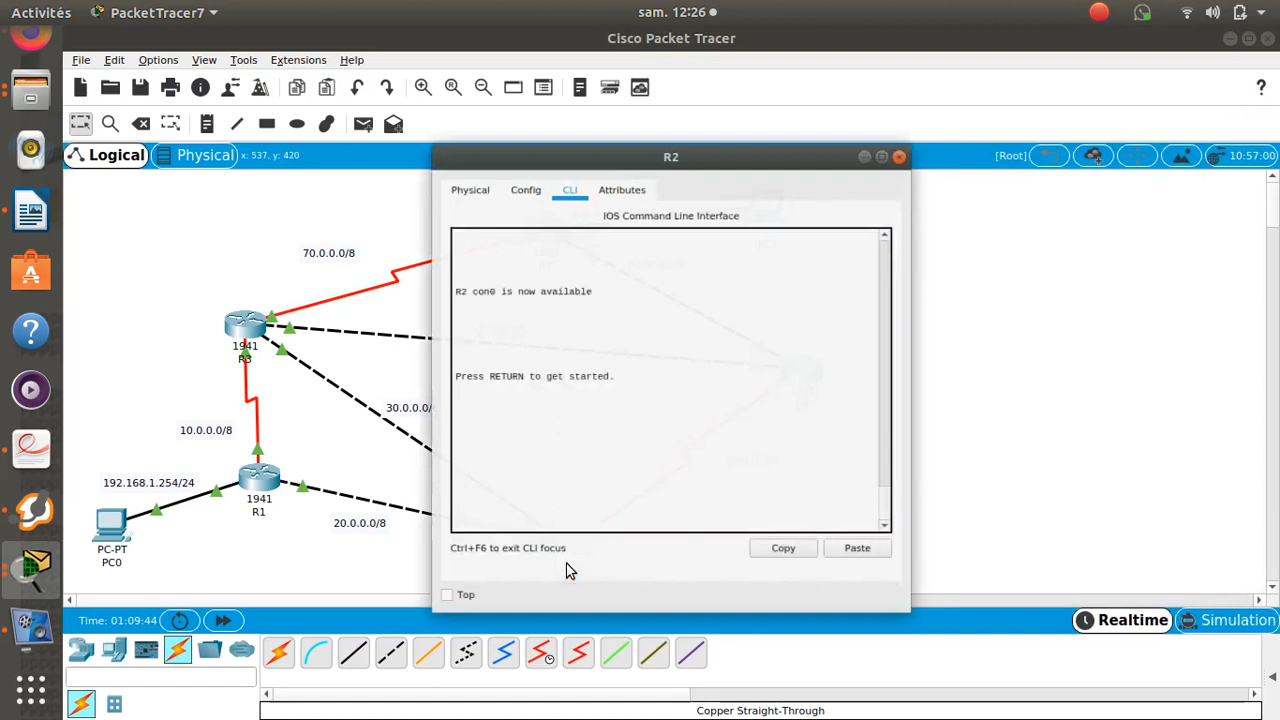 Activités
PacketTracer7
sam. 12:26
Cisco Packet Tracer
File Edit Options View Tools Extensions Help
?
Logical
Physical
x: 537, y: 420
[Root]
10:57:00
R2
Physical Config CLI Attributes
IOS Command Line Interface
R2 con0 is now available
Press RETURN to get started.
Ctrl+F6 to exit CLI focus
Copy
Paste
Top
70.0.0.0/8
1941
R3
30.0.0.0/
10.0.0.0/8
192.168.1.254/24
1941
R1
20.0.0.0/8
PC-PT
PC0
Time: 01:09:44
Realtime
Simulation
Copper Straight-Through